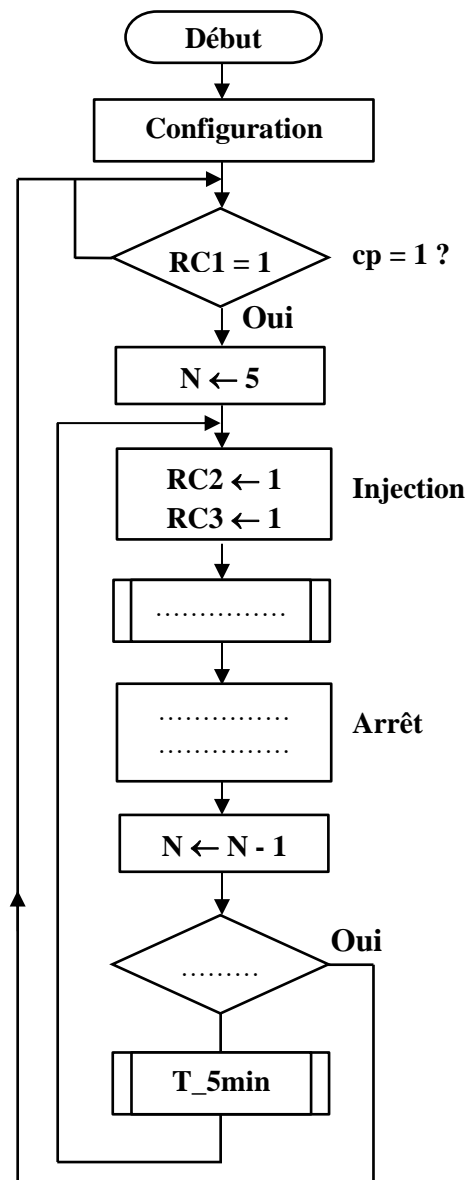 Début
Configuration
RC1 = 1
cp = 1 ?
Oui
N ← 5
RC2 ← 1
RC3 ← 1
Injection
...............
...............
...............
Arrêt
N ← N - 1
Oui
.........
T_5min